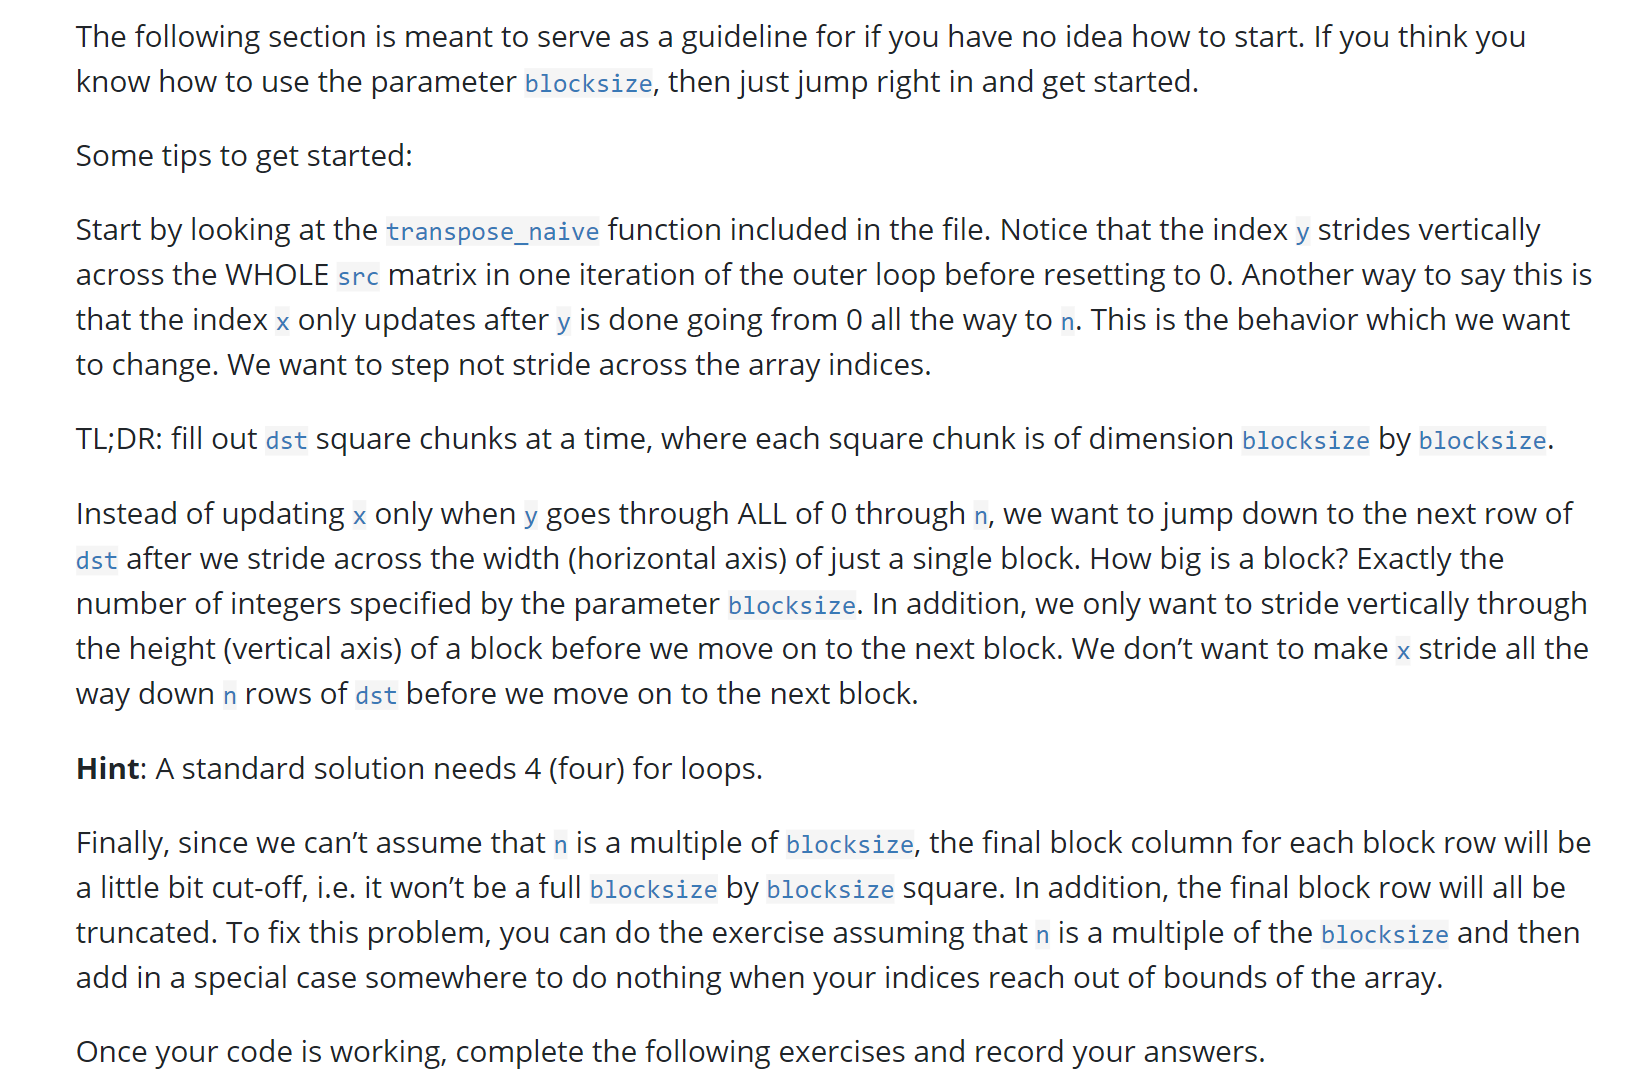 The following section is meant to serve as a guideline for if you have no idea how to start. If you think you
know how to use the parameter blocksize, then just jump right in and get started.
Some tips to get started:
Start by looking at the transpose_naive function included in the file. Notice that the index y strides vertically
across the WHOLE src matrix in one iteration of the outer loop before resetting to 0. Another way to say this is
that the index x only updates after y is done going from 0 all the way to n. This is the behavior which we want
to change. We want to step not stride across the array indices.
TL;DR: fill out dst square chunks at a time, where each square chunk is of dimension blocksize by blocksize.
Instead of updating x only when y goes through ALL of 0 through n, we want to jump down to the next row of
dst after we stride across the width (horizontal axis) of just a single block. How big is a block? Exactly the
number of integers specified by the parameter blocksize. In addition, we only want to stride vertically through
the height (vertical axis) of a block before we move on to the next block. We don’t want to make x stride all the
way down n rows of dst before we move on to the next block.
Hint: A standard solution needs 4 (four) for loops.
Finally, since we can’t assume that n is a multiple of blocksize, the final block column for each block row will be
a little bit cut-off, i.e. it won’t be a full blocksize by blocksize square. In addition, the final block row will all be
truncated. To fix this problem, you can do the exercise assuming that n is a multiple of the blocksize and then
add in a special case somewhere to do nothing when your indices reach out of bounds of the array.
Once your code is working, complete the following exercises and record your answers.